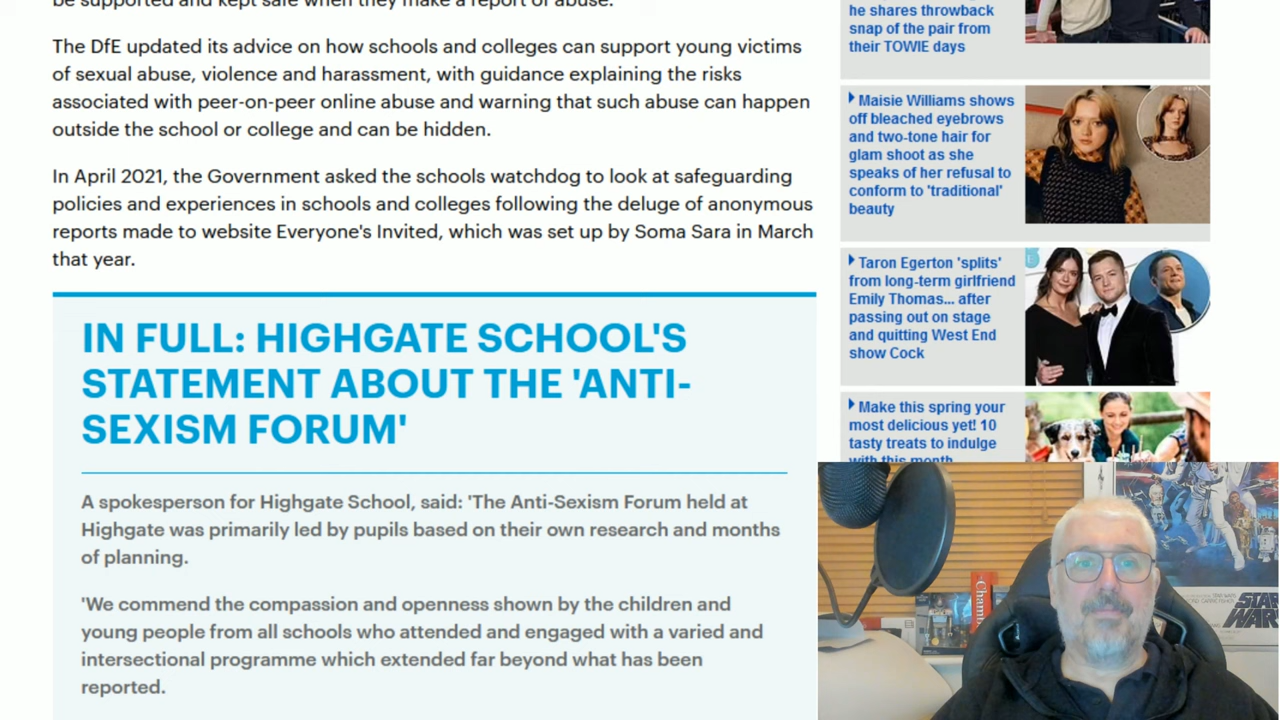 be supported and kept safe when they make a report of abuse.
The DfE updated its advice on how schools and colleges can support young victims
of sexual abuse, violence and harassment, with guidance explaining the risks
associated with peer-on-peer online abuse and warning that such abuse can happen
outside the school or college and can be hidden.
In April 2021, the Government asked the schools watchdog to look at safeguarding
policies and experiences in schools and colleges following the deluge of anonymous
reports made to website Everyone's Invited, which was set up by Soma Sara in March
that year.
IN FULL: HIGHGATE SCHOOL'S
STATEMENT ABOUT THE 'ANTI-
SEXISM FORUM'
A spokesperson for Highgate School, said: 'The Anti-Sexism Forum held at
Highgate was primarily led by pupils based on their own research and months
of planning.
'We commend the compassion and openness shown by the children and
young people from all schools who attended and engaged with a varied and
intersectional programme which extended far beyond what has been
reported.
he shares throwback
snap of the pair from
their TOWIE days
Maisie Williams shows
off bleached eyebrows
and two-tone hair for
glam shoot as she
speaks of her refusal to
conform to 'traditional'
beauty
Taron Egerton 'splits'
from long-term girlfriend
Emily Thomas... after
passing out on stage
and quitting West End
show Cock
Make this spring your
most delicious yet! 10
tasty treats to indulge
with this month
STAR
WARS